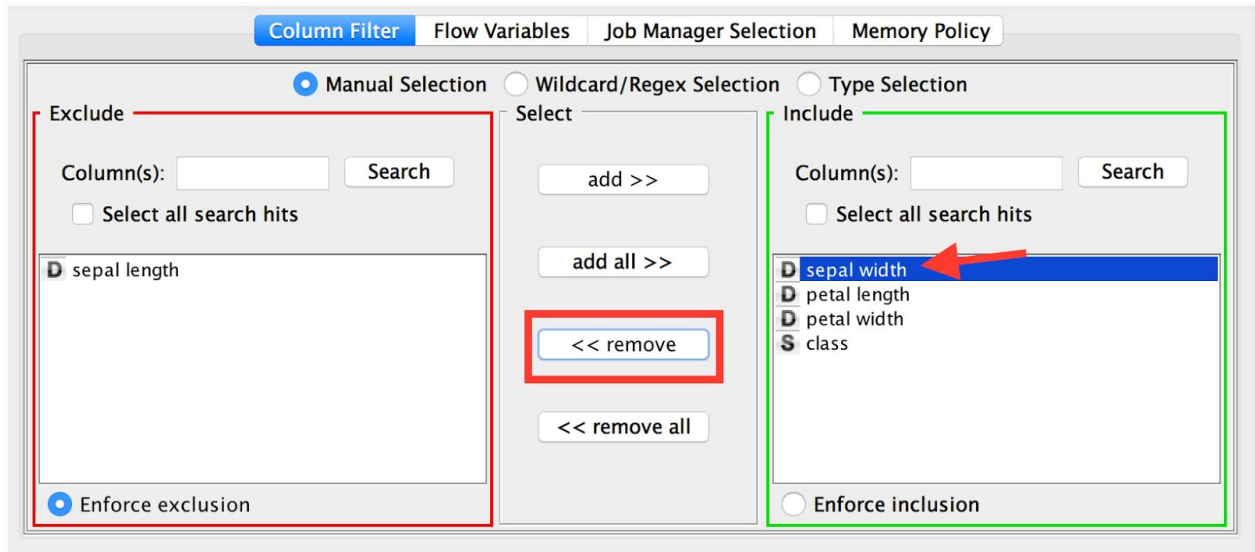 Column Filter Flow Variables Job Manager Selection Memory Policy
Manual Selection Wildcard/Regex Selection Type Selection
Exclude
Column(s): Search
Select all search hits
D sepal length
Enforce exclusion
Select
add >>
add all >>
<< remove
<< remove all
Include
Column(s): Search
Select all search hits
D sepal width
D petal length
D petal width
S class
Enforce inclusion